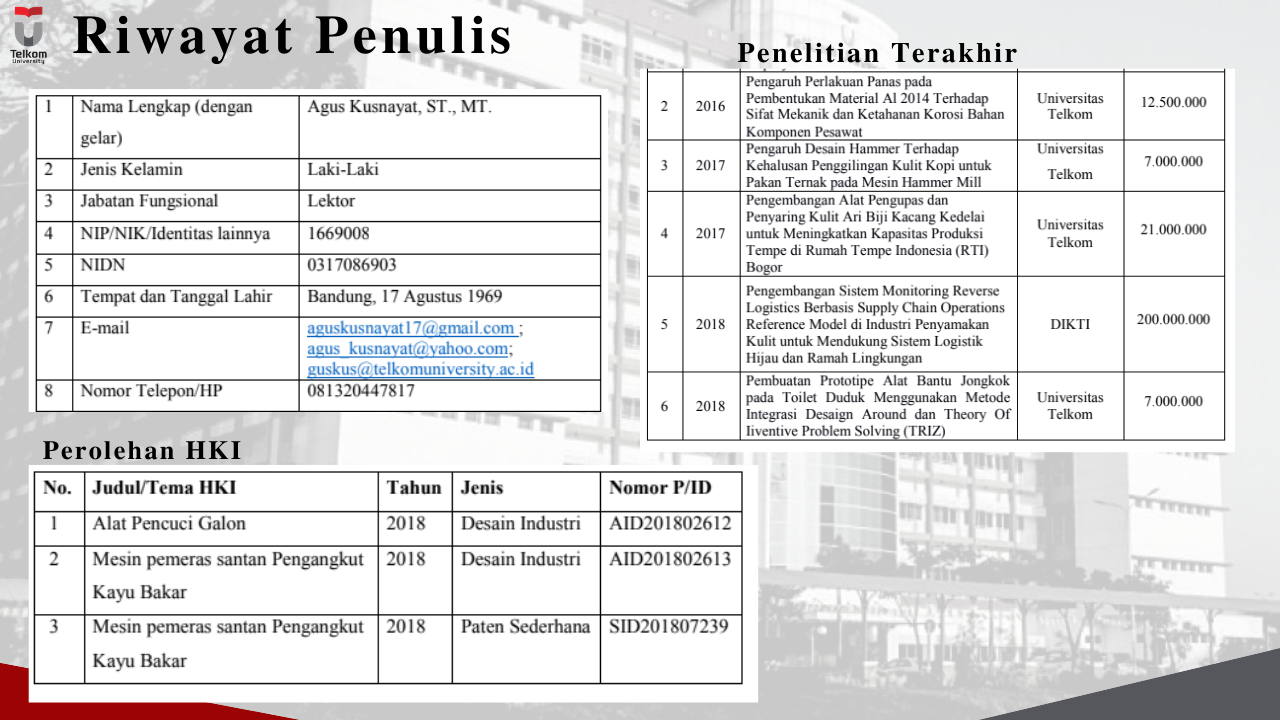 Telkom
University
Riwayat Penulis
1 Nama Lengkap (dengan Agus Kusnayat, ST., MT.
gelar)
2 Jenis Kelamin Laki-Laki
3 Jabatan Fungsional Lektor
4 NIP/NIK/Identitas lainnya 1669008
5 NIDN 0317086903
6 Tempat dan Tanggal Lahir Bandung, 17 Agustus 1969
7 E-mail aguskusnayat17@gmail.com ;
agus_kusnayat@yahoo.com;
guskus@telkomuniversity.ac.id
8 Nomor Telepon/HP 081320447817
Perolehan HKI
No. Judul/Tema HKI Tahun Jenis Nomor P/ID
1 Alat Pencuci Galon 2018 Desain Industri AID201802612
2 Mesin pemeras santan Pengangkut 2018 Desain Industri AID201802613
Kayu Bakar
3 Mesin pemeras santan Pengangkut 2018 Paten Sederhana SID201807239
Kayu Bakar
Penelitian Terakhir
2 2016 Pengaruh Perlakuan Panas pada
Pembentukan Material Al 2014 Terhadap
Sifat Mekanik dan Ketahanan Korosi Bahan
Komponen Pesawat
Universitas
Telkom
12.500.000
3 2017 Pengaruh Desain Hammer Terhadap
Kehalusan Penggilingan Kulit Kopi untuk
Pakan Ternak pada Mesin Hammer Mill
Universitas
Telkom
7.000.000
4 2017 Pengembangan Alat Pengupas dan
Penyaring Kulit Ari Biji Kacang Kedelai
untuk Meningkatkan Kapasitas Produksi
Tempe di Rumah Tempe Indonesia (RTI)
Bogor
Universitas
Telkom
21.000.000
5 2018 Pengembangan Sistem Monitoring Reverse
Logistics Berbasis Supply Chain Operations
Reference Model di Industri Penyamakan
Kulit untuk Mendukung Sistem Logistik
Hijau dan Ramah Lingkungan
DIKTI
200.000.000
6 2018 Pembuatan Prototipe Alat Bantu Jongkok
pada Toilet Duduk Menggunakan Metode
Integrasi Desaign Around dan Theory Of
Iiventive Problem Solving (TRIZ)
Universitas
Telkom
7.000.000